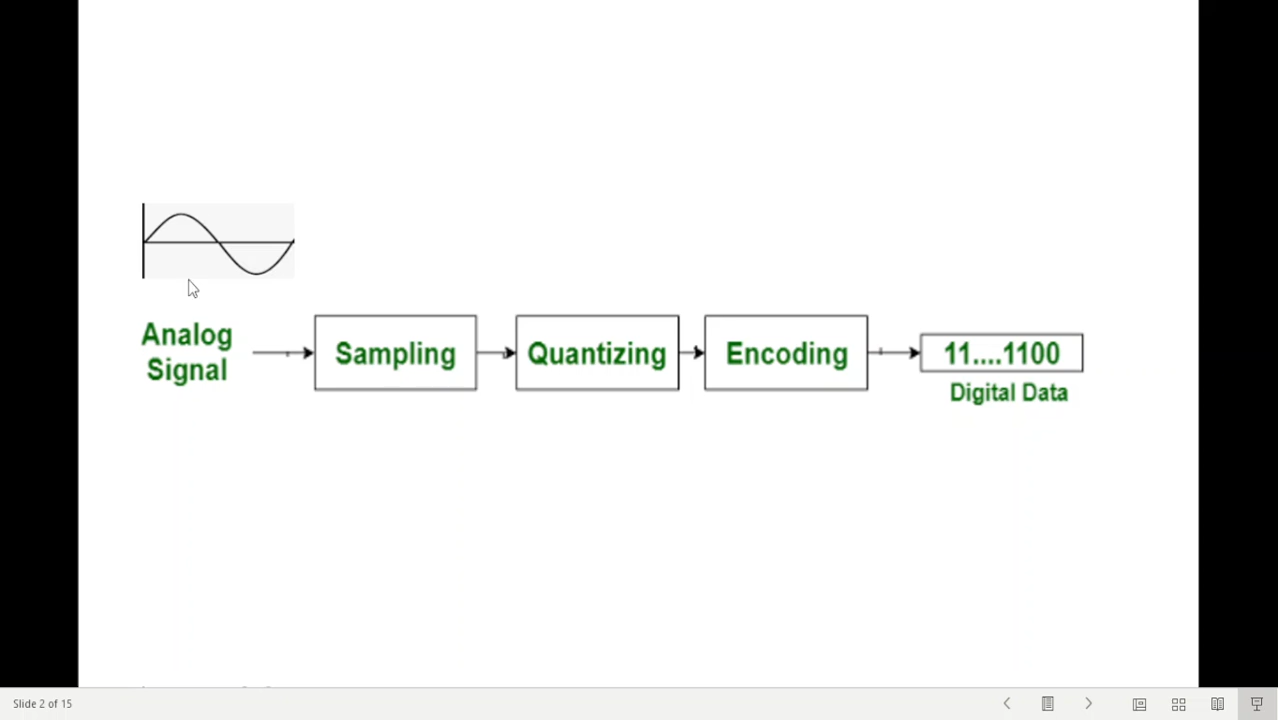 Analog
Signal
Sampling
Quantizing
Encoding
11....1100
Digital Data
Slide 2 of 15